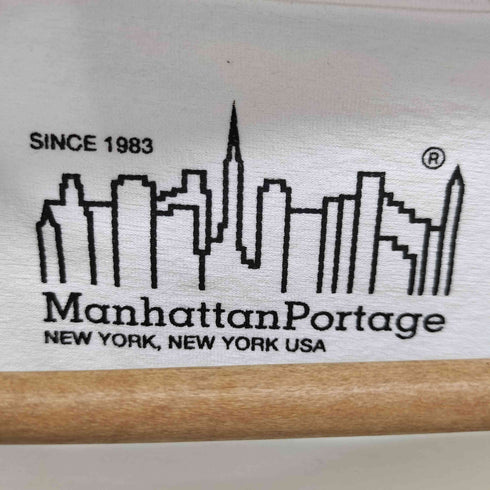 SINCE 1983
®
ManhattanPortage
NEW YORK, NEW YORK USA